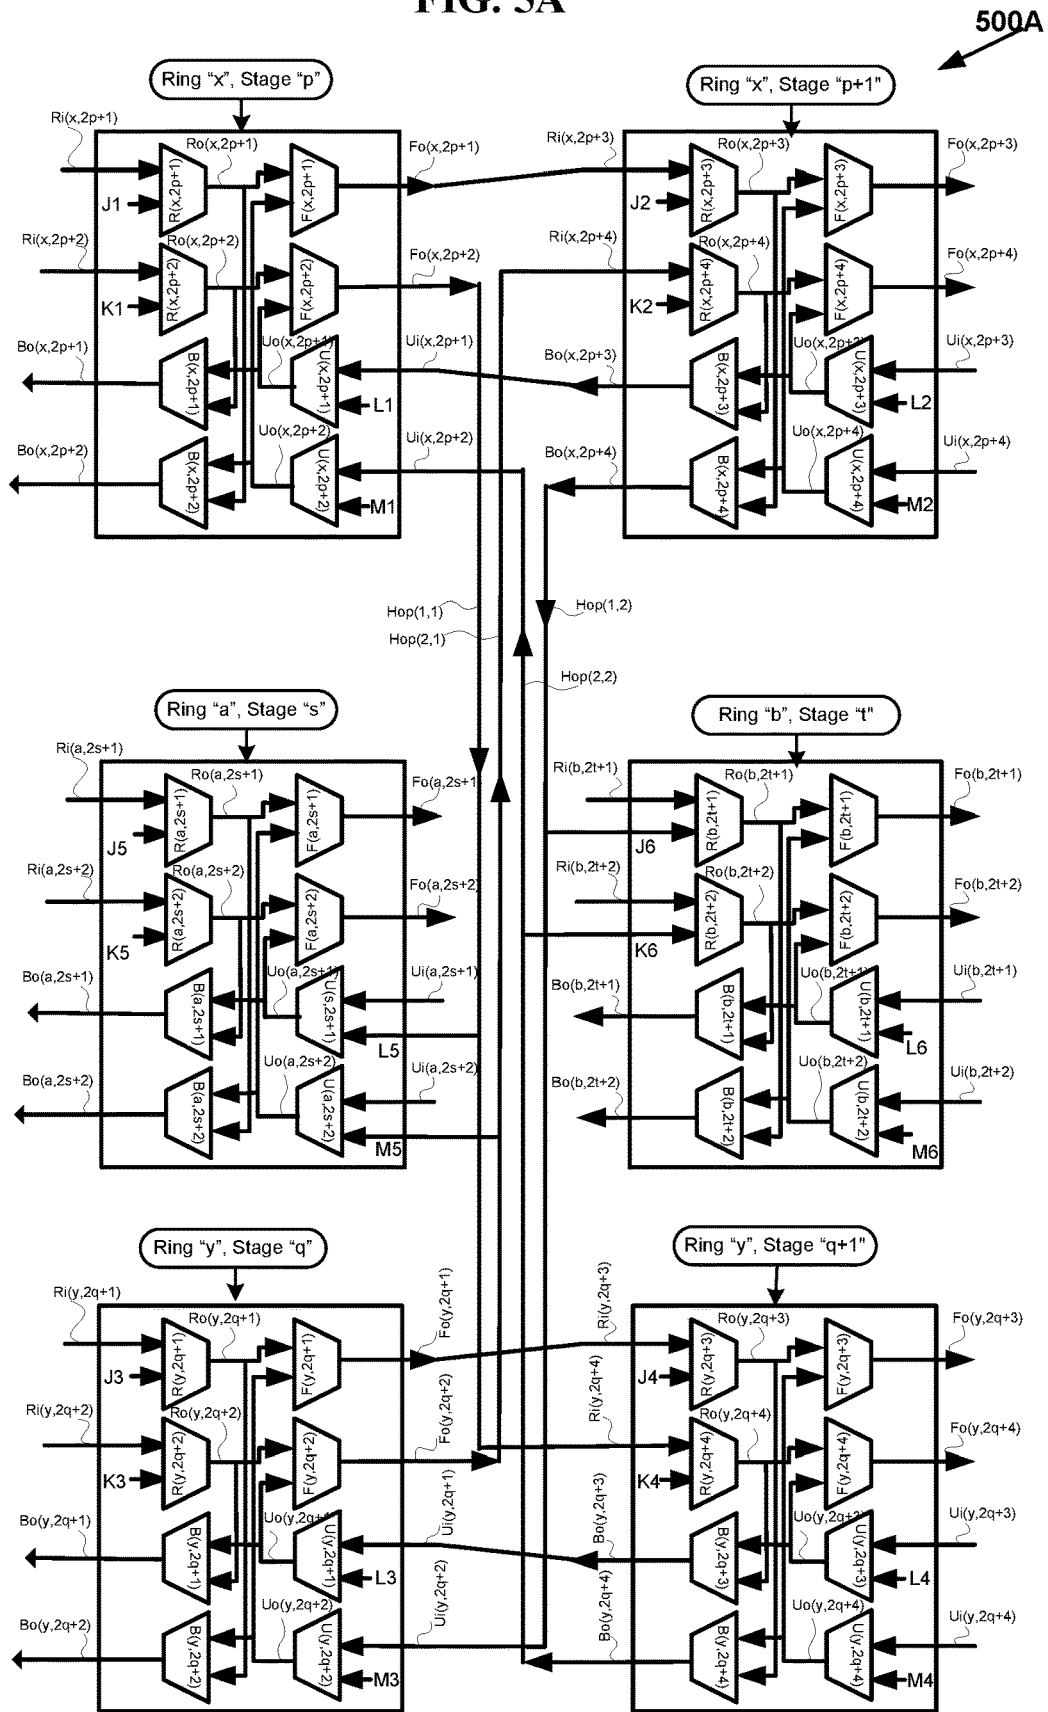 FIG. 5A
500A
Ring “x”, Stage “p”
Ring “x”, Stage “p+1"
Ri(x,2p+1)
Ro(x,2p+1)
Fo(x,2p+1)
R(x,2p+1)
F(x,2p+1)
J1
Ri(x,2p+2)
Ro(x,2p+2)
Fo(x,2p+2)
R(x,2p+2)
F(x,2p+2)
K1
Bo(x,2p+1)
Uo(x,2p+1)
Ui(x,2p+1)
B(x,2p+1)
U(x,2p+1)
L1
Bo(x,2p+2)
Uo(x,2p+2)
Ui(x,2p+2)
B(x,2p+2)
U(x,2p+2)
M1
Ri(x,2p+3)
Ro(x,2p+3)
Fo(x,2p+3)
R(x,2p+3)
F(x,2p+3)
J2
Ri(x,2p+4)
Ro(x,2p+4)
Fo(x,2p+4)
R(x,2p+4)
F(x,2p+4)
K2
Bo(x,2p+3)
Ui(x,2p+3)
B(x,2p+3)
U(x,2p+3)
L2
Bo(x,2p+4)
Uo(x,2p+4)
Ui(x,2p+4)
B(x,2p+4)
U(x,2p+4)
M2
Hop(1,1)
Hop(1,2)
Hop(2,1)
Hop(2,2)
Ring “a”, Stage “s”
Ring “b”, Stage “t"
Ri(a,2s+1)
Ro(a,2s+1)
Fo(a,2s+1
R(a,2s+1)
F(a,2s+1)
J5
Ri(a,2s+2)
Ro(a,2s+2)
Fo(a,2s+2)
R(a,2s+2)
F(a,2s+2)
K5
Bo(a,2s+1)
Uo(a,2s+1)
Ui(a,2s+1)
B(a,2s+1)
U(s,2s+1)
L5
Bo(a,2s+2)
Uo(a,2s+2)
Ui(a,2s+2)
B(a,2s+2)
U(a,2s+2)
M5
Ri(b,2t+1)
Ro(b,2t+1)
Fo(b,2t+1)
R(b,2t+1)
F(b,2t+1)
J6
Ri(b,2t+2)
Ro(b,2t+2)
Fo(b,2t+2)
R(b,2t+2)
F(b,2t+2)
K6
Bo(b,2t+1)
Uo(b,2t+1)
Ui(b,2t+1)
B(b,2t+1)
U(b,2t+1)
L6
Bo(b,2t+2)
Uo(b,2t+2)
Ui(b,2t+2)
B(b,2t+2)
U(b,2t+2)
M6
Ring “y”, Stage “q”
Ring “y”, Stage “q+1"
Ri(y,2q+1)
Ro(y,2q+1)
Fo(y,2q+1)
R(y,2q+1)
F(y,2q+1)
J3
Ri(y,2q+2)
Ro(y,2q+2)
Fo(y,2q+2)
R(y,2q+2)
F(y,2q+2)
K3
Bo(y,2q+1)
Ui(y,2q+1)
B(y,2q+1)
U(y,2q+1)
L3
Bo(y,2q+2)
Uo(y,2q+2)
Ui(y,2q+2)
B(y,2q+2)
U(y,2q+2)
M3
Ri(y,2q+3)
Ro(y,2q+3)
Fo(y,2q+3)
R(y,2q+3)
F(y,2q+3)
J4
Ri(y,2q+4)
Ro(y,2q+4)
Fo(y,2q+4)
R(y,2q+4)
F(y,2q+4)
K4
Bo(y,2q+3)
Ui(y,2q+3)
B(y,2q+3)
U(y,2q+3)
L4
Bo(y,2q+4)
Uo(y,2q+4)
Ui(y,2q+4)
B(y,2q+4)
U(y,2q+4)
M4